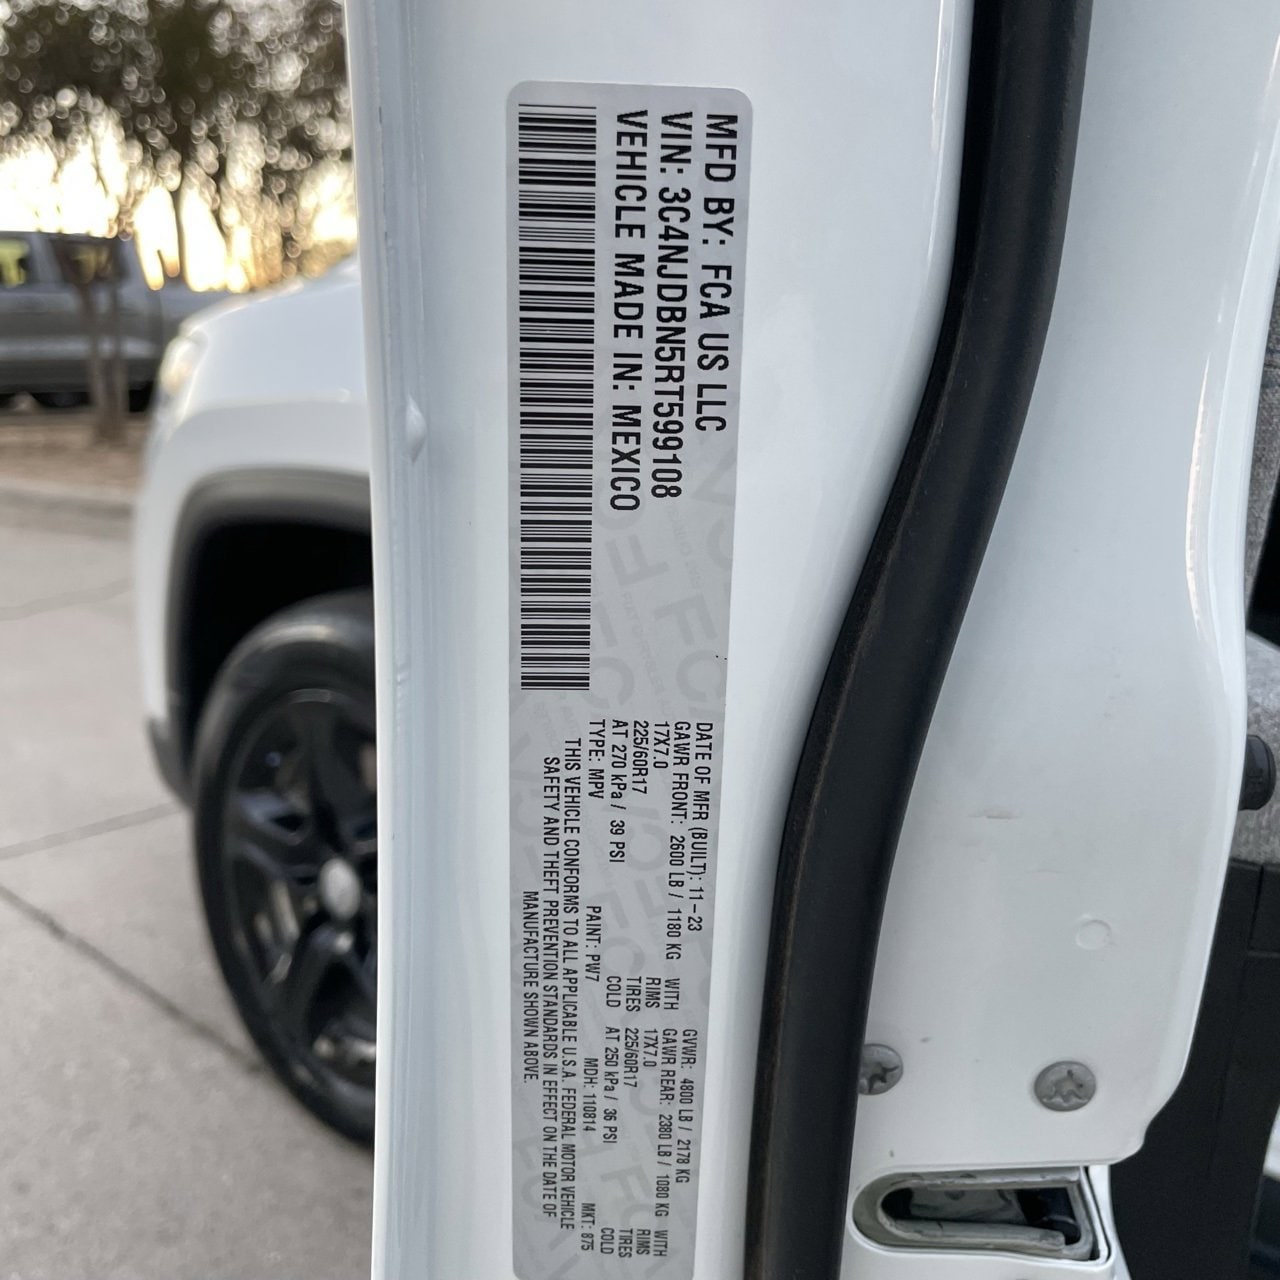 MFD BY: FCA US LLC
VIN: 3C4NJDBN5RT599108
VEHICLE MADE IN: MEXICO
DATE OF MFR (BUILT): 11-23 GVWR: 4800 LB / 2178 KG
GAWR FRONT: 2600 LB / 1180 KG WITH GAWR REAR: 2380 LB / 1080 KG WITH
17X7.0 RIMS 17X7.0 RIMS
225/60R17 TIRES 225/60R17 TIRES
AT 270 kPa / 39 PSI COLD AT 250 kPa / 36 PSI COLD
TYPE: MPV PAINT: PW7 MDH: 110814 MKT: 875
THIS VEHICLE CONFORMS TO ALL APPLICABLE U.S.A. FEDERAL MOTOR VEHICLE
SAFETY AND THEFT PREVENTION STANDARDS IN EFFECT ON THE DATE OF
MANUFACTURE SHOWN ABOVE.